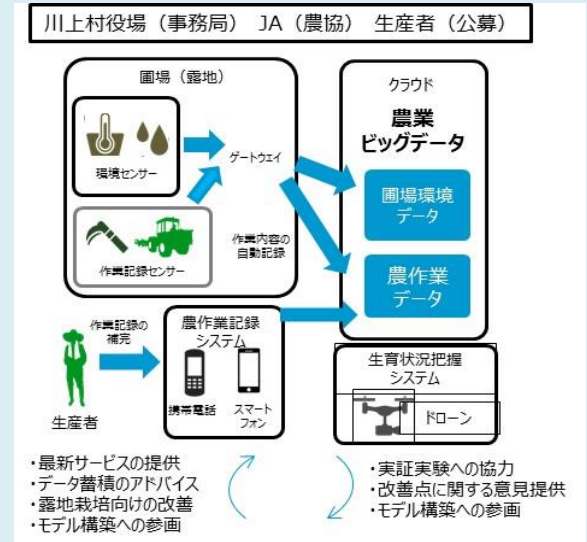 川上村役場（事務局） JA（農協） 生産者（公募）
圃場（露地）
環境センサー
ゲートウェイ
作業記録センサー
作業内容の
自動記録
クラウド
農業
ビッグデータ
圃場環境
データ
農作業
データ
作業記録の
補充
生産者
農作業記録
システム
携帯電話
スマート
フォン
生育状況把握
システム
ドローン
・最新サービスの提供
・データ蓄積のアドバイス
・露地栽培向けの改善
・モデル構築への参画
・実証実験への協力
・改善点に関する意見提供
・モデル構築への参画